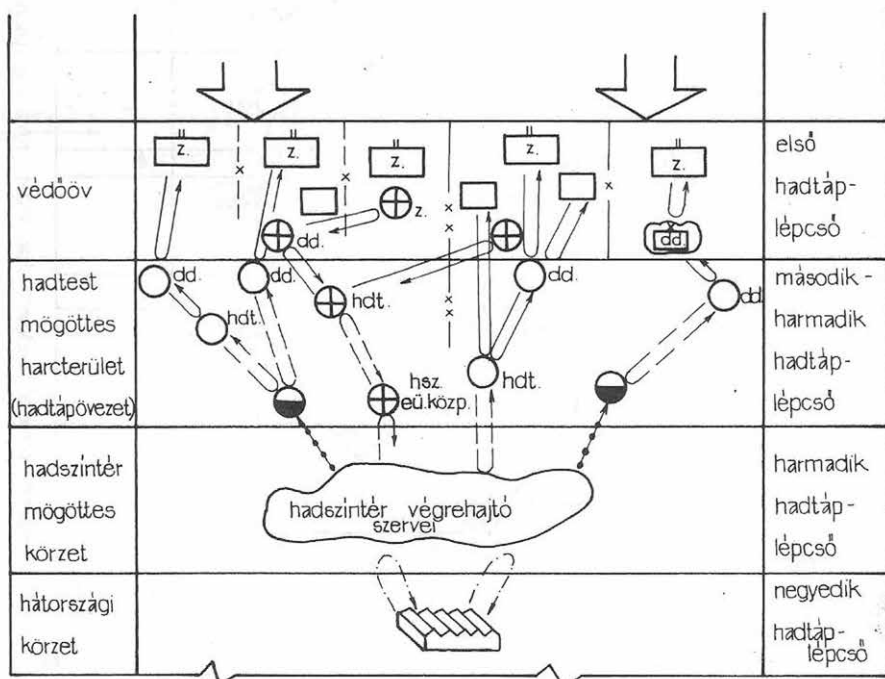 z.
z.
z.
z.
z.
védőöv
z.
dd.
dd.
első
hadtáp-
lépcső
hadtest
mögöttes
harcterület
(hadtápövezet)
dd.
dd.
hdt.
hdt.
dd.
dd.
hdt.
hsz.
eü.közp.
második-
harmadik
hadtáp-
lépcső
hadszíntér
mögöttes
körzet
hadszíntér végrehajtó
szervei
harmadik
hadtáp-
lépcső
hátországi
körzet
negyedik
hadtáp-
lépcső